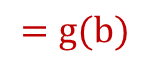 = g(b)